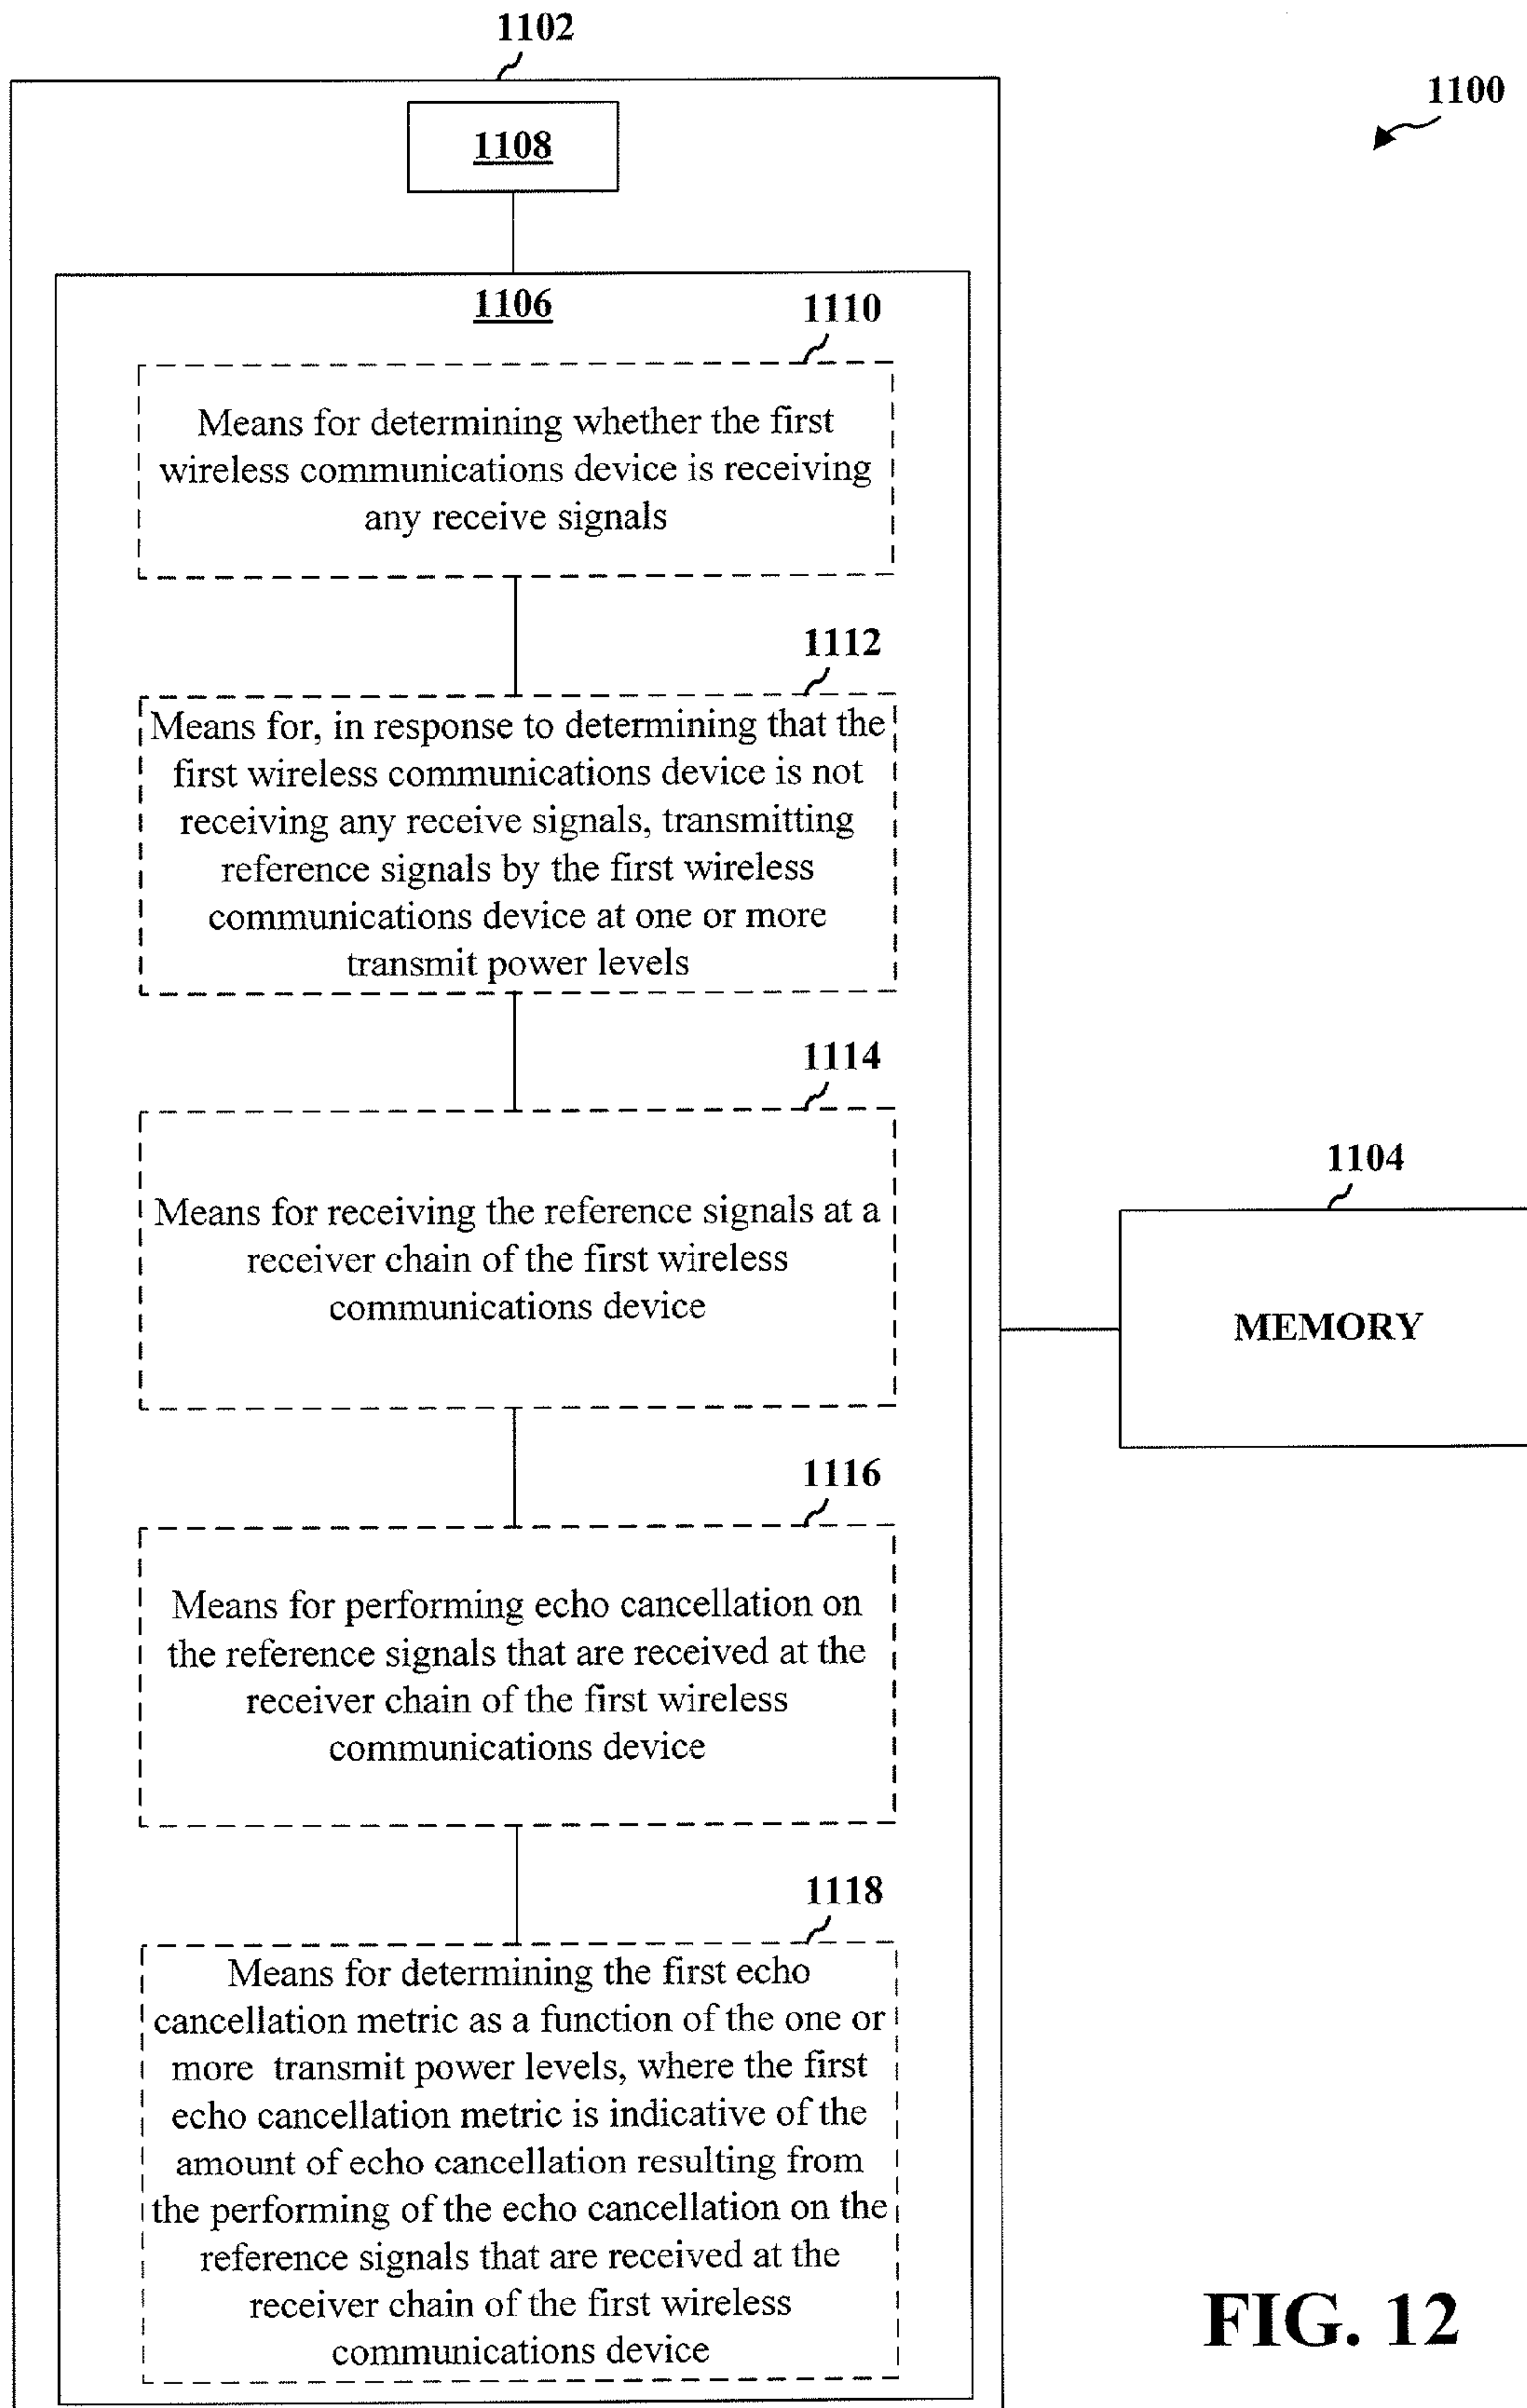 1102
1100
1108
1106
1110
Means for determining whether the first
wireless communications device is receiving
any receive signals
1112
Means for, in response to determining that the
first wireless communications device is not
receiving any receive signals, transmitting
reference signals by the first wireless
communications device at one or more
transmit power levels
1114
Means for receiving the reference signals at a
receiver chain of the first wireless
communications device
1104
MEMORY
1116
Means for performing echo cancellation on
the reference signals that are received at the
receiver chain of the first wireless
communications device
1118
Means for determining the first echo
cancellation metric as a function of the one or
more transmit power levels, where the first
echo cancellation metric is indicative of the
amount of echo cancellation resulting from
the performing of the echo cancellation on the
reference signals that are received at the
receiver chain of the first wireless
communications device
FIG. 12